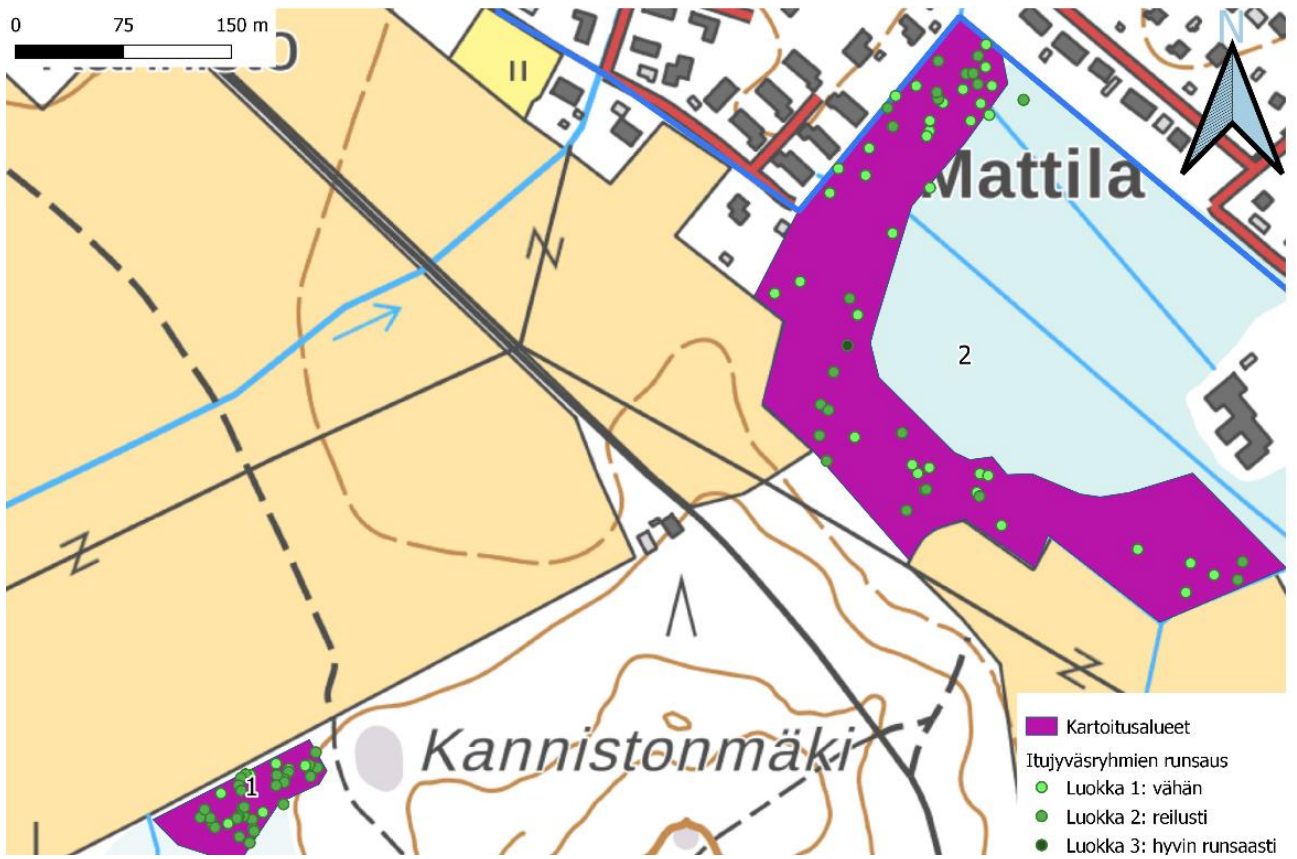 0 75 150 m
N
II
Mattila
2
1
Kannistonmäki
Kartoitusalueet
Itujyväsryhmien runsaus
Luokka 1: vähän
Luokka 2: reilusti
Luokka 3: hyvin runsaasti